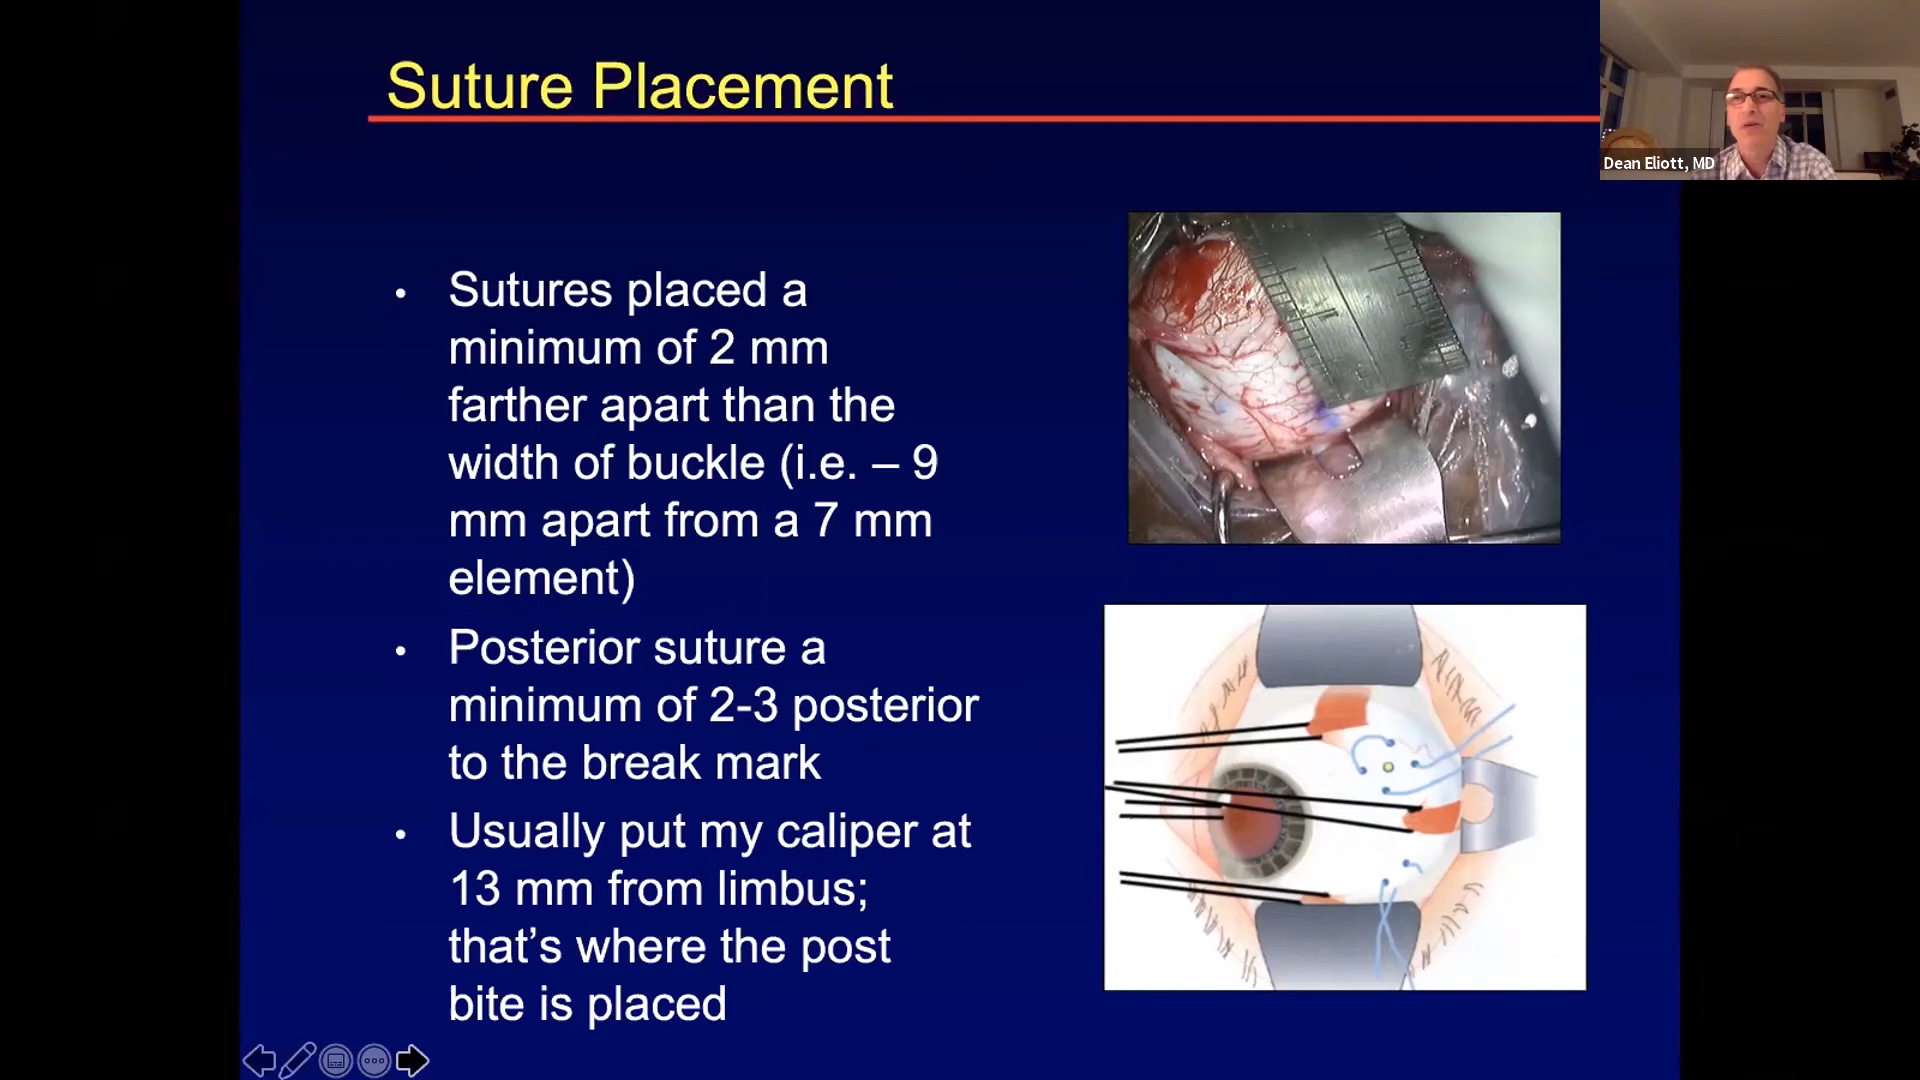 Suture Placement
Dean Eliott, MD
• Sutures placed a
minimum of 2 mm
farther apart than the
width of buckle (i.e. – 9
mm apart from a 7 mm
element)
• Posterior suture a
minimum of 2-3 posterior
to the break mark
• Usually put my caliper at
13 mm from limbus;
that’s where the post
bite is placed